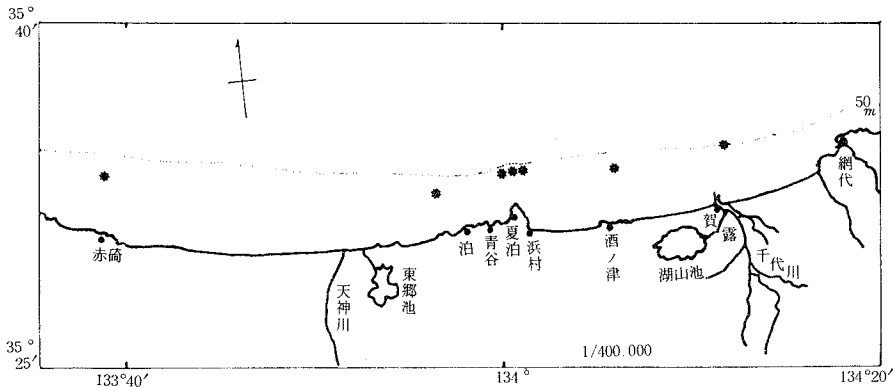 35°
40′
50m
網代
賀露
千代川
湖山池
酒ノ津
浜村
夏泊
青谷
泊
東郷池
天神川
赤碕
1/400.000
35°
25′
133°40′
134°
134°20′